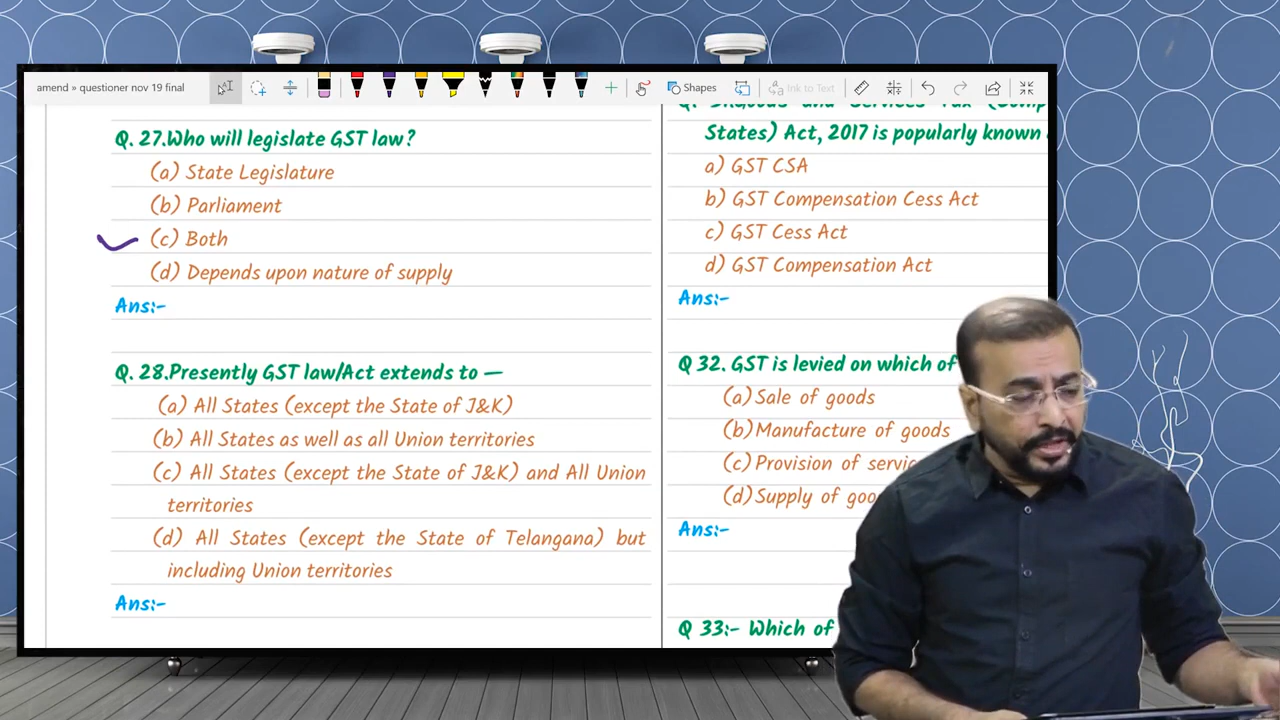 amend » questioner nov 19 final
Shapes
Ink to Text
Q. 27.Who will legislate GST law?
(a) State Legislature
(b) Parliament
(c) Both
(d) Depends upon nature of supply
Ans:-
Q. 28.Presently GST law/Act extends to —
(a) All States (except the State of J&K)
(b) All States as well as all Union territories
(c) All States (except the State of J&K) and All Union
territories
(d) All States (except the State of Telangana) but
including Union territories
Ans:-
Goods and Services Tax
States) Act, 2017 is popularly known
a) GST CSA
b) GST Compensation Cess Act
c) GST Cess Act
d) GST Compensation Act
Ans:-
Q 32. GST is levied on which of
(a) Sale of goods
(b) Manufacture of goods
(c) Provision of
(d) Supply of
Ans:-
Q 33:- Which of